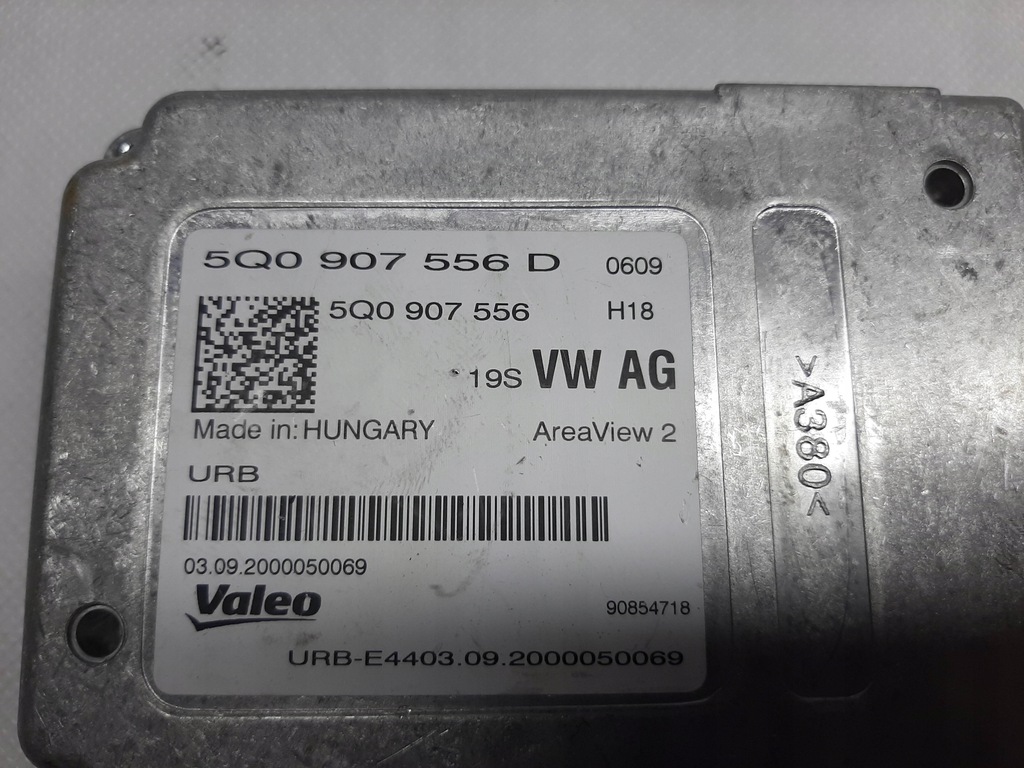 5Q0 907 556 D 0609
5Q0 907 556 H18
19S VW AG
Made in: HUNGARY AreaView 2
URB
03.09.2000050069
Valeo 90854718
URB-E4403.09.2000050069
>A380<